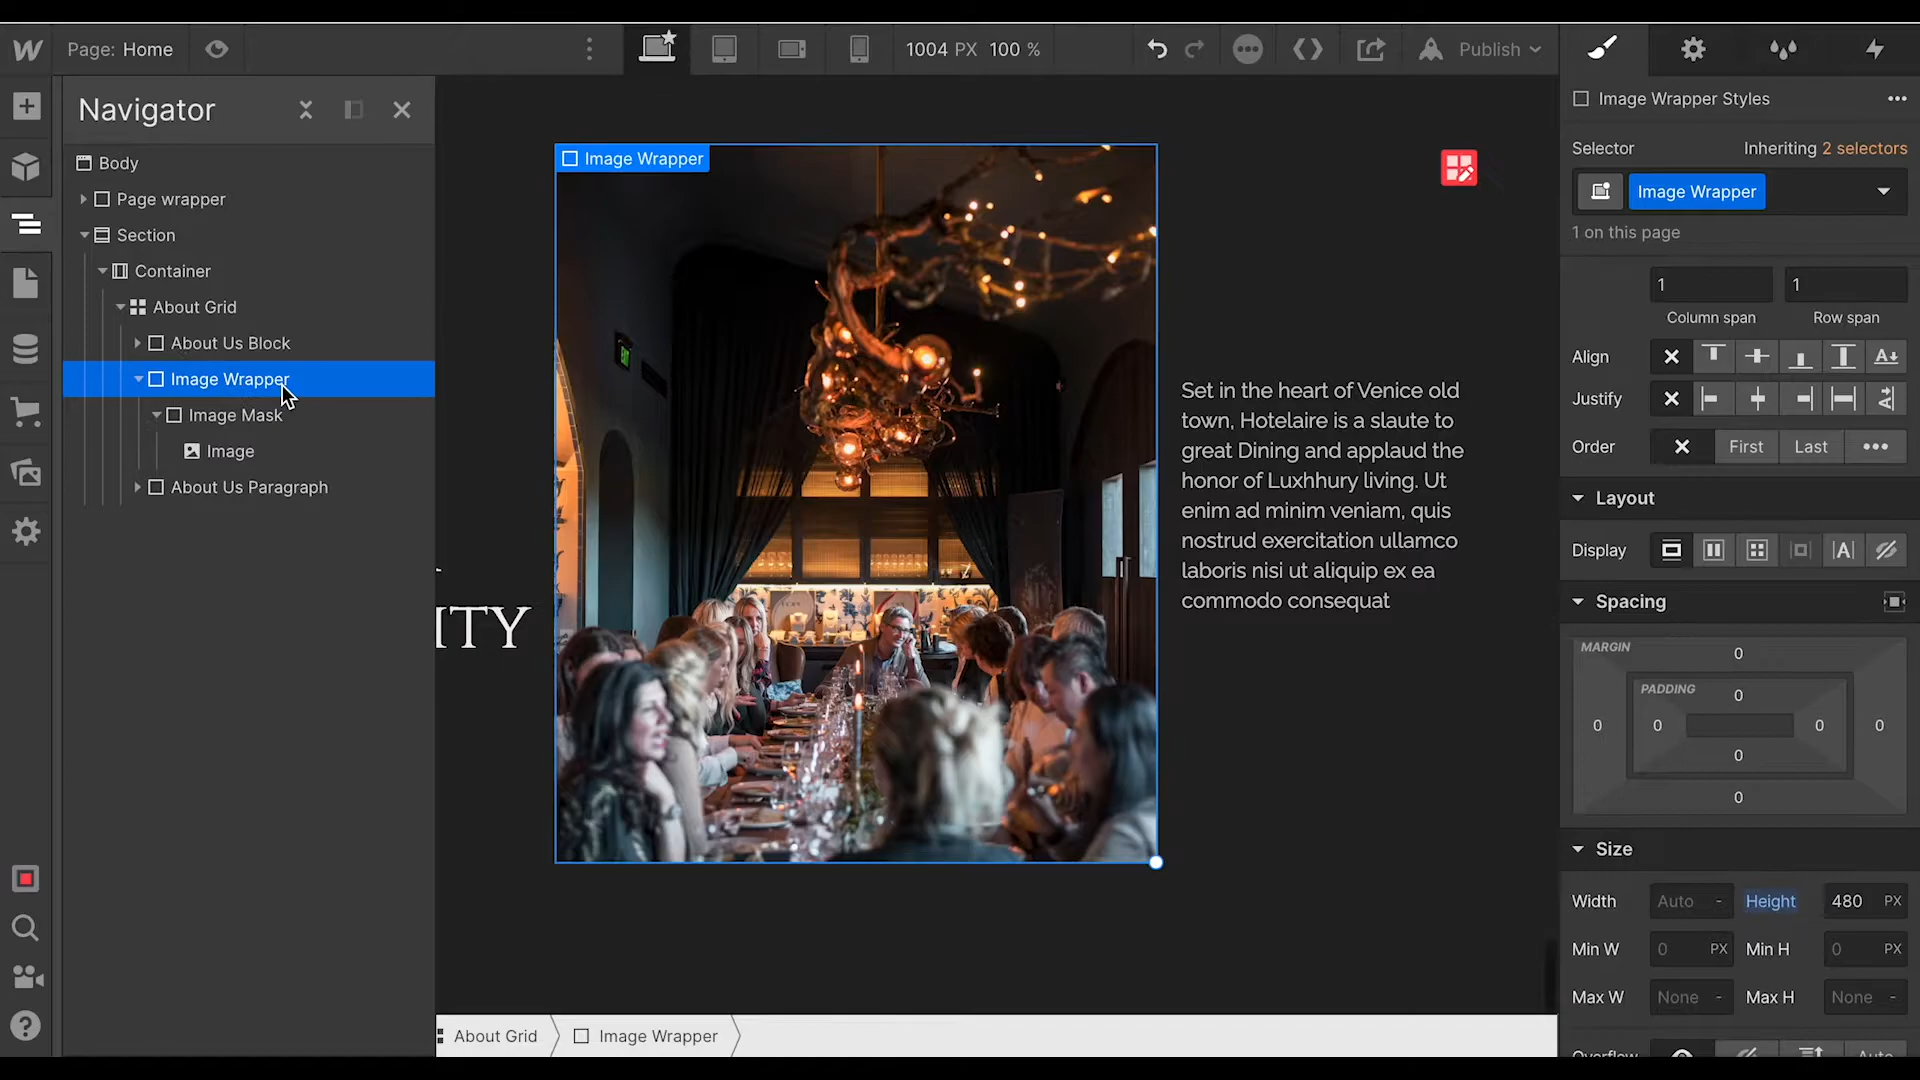 Page: Home
1004 PX 100 %
Publish
Navigator
Body
Page wrapper
Section
Container
About Grid
About Us Block
Image Wrapper
Image Mask
Image
About Us Paragraph
Image Wrapper
ITY
Set in the heart of Venice old
town, Hotelaire is a slaute to
great Dining and applaud the
honor of Luxhhury living. Ut
enim ad minim veniam, quis
nostrud exercitation ullamco
laboris nisi ut aliquip ex ea
commodo consequat
About Grid
Image Wrapper
Image Wrapper Styles
Selector Inheriting 2 selectors
Image Wrapper
1 on this page
1 1
Column span Row span
Align
Justify
Order First Last
Layout
Display
Spacing
MARGIN
0
PADDING
0
0 0 0 0
0
0
Size
Width Auto - Height 480 PX
Min W 0 PX Min H 0 PX
Max W None - Max H None -
Overflow Auto